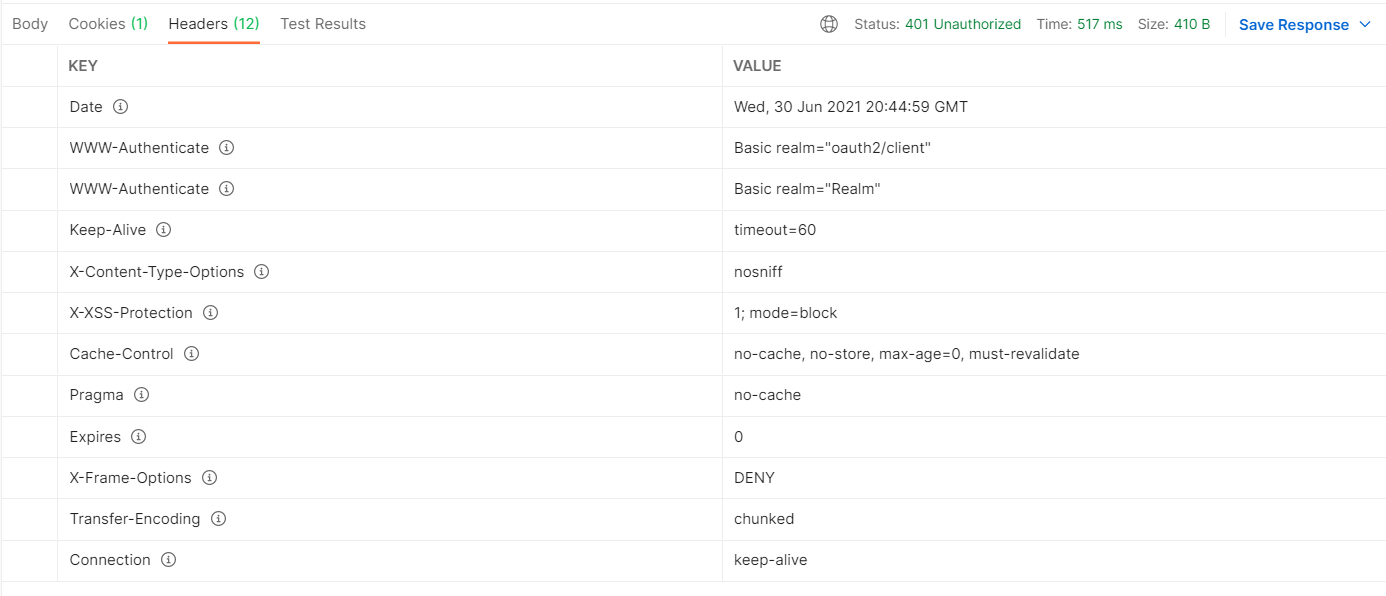 Body Cookies (1) Headers (12) Test Results Status: 401 Unauthorized Time: 517 ms Size: 410 B Save Response
KEY VALUE
Date Wed, 30 Jun 2021 20:44:59 GMT
WWW-Authenticate Basic realm="oauth2/client"
WWW-Authenticate Basic realm="Realm"
Keep-Alive timeout=60
X-Content-Type-Options nosniff
X-XSS-Protection 1; mode=block
Cache-Control no-cache, no-store, max-age=0, must-revalidate
Pragma no-cache
Expires 0
X-Frame-Options DENY
Transfer-Encoding chunked
Connection keep-alive